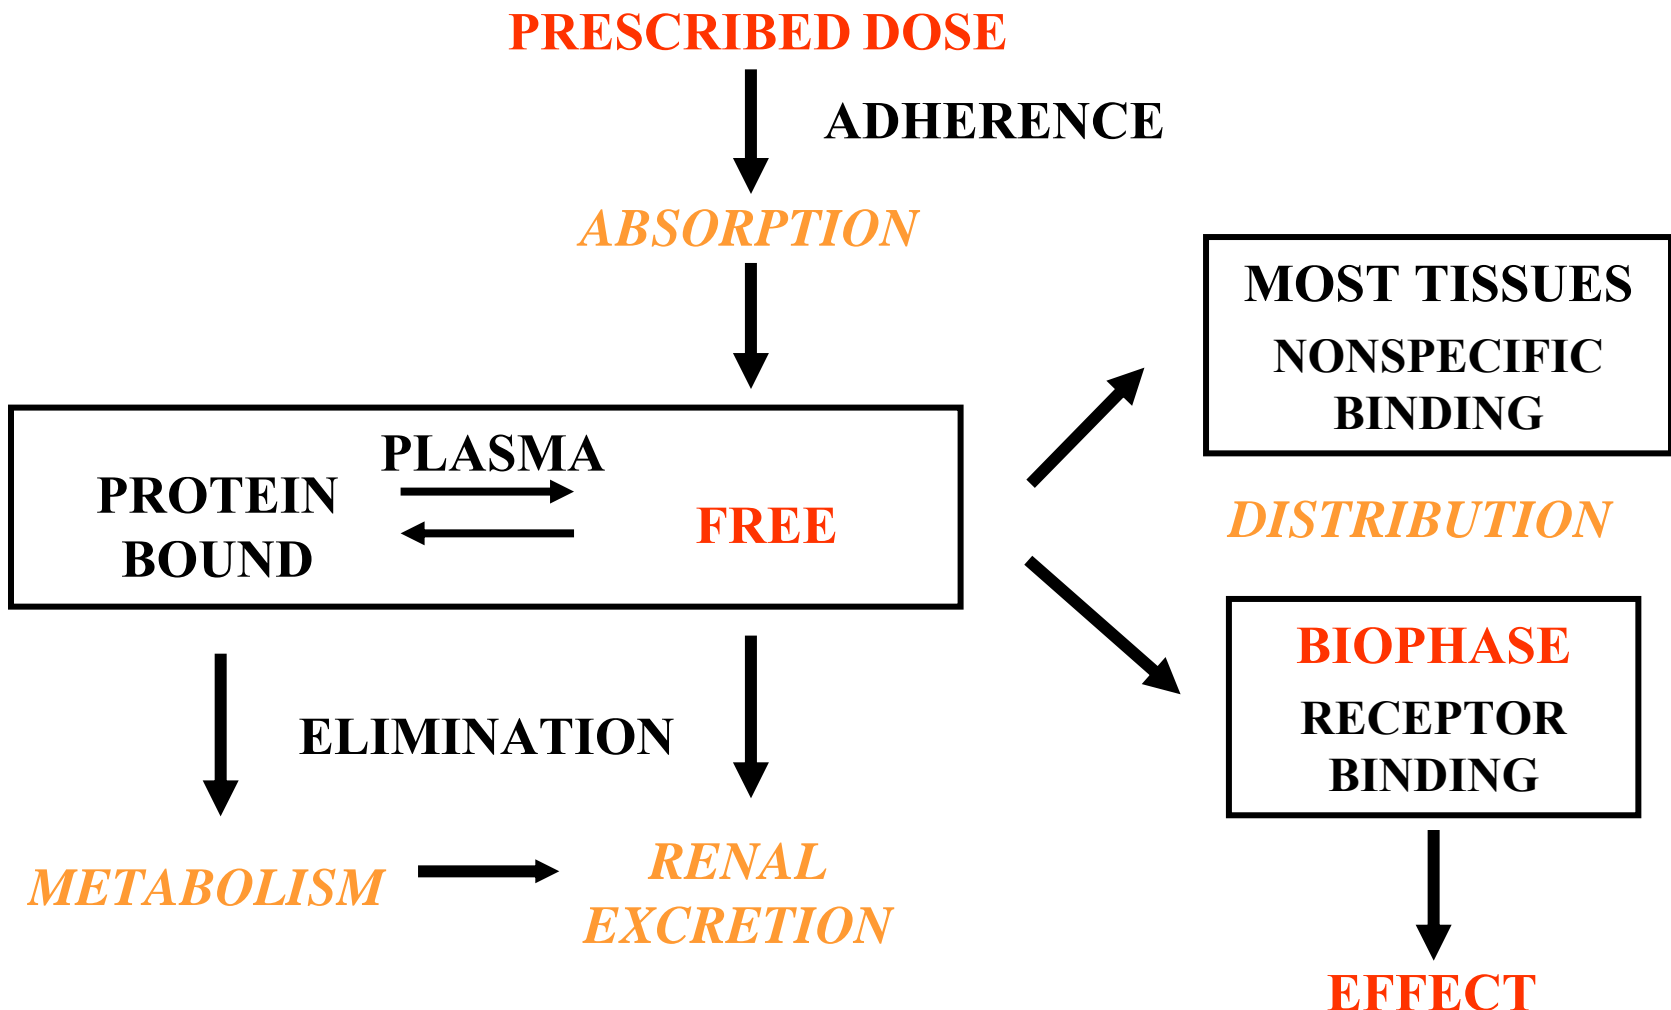 PRESCRIBED DOSE
ADHERENCE
ABSORPTION
MOST TISSUES
NONSPECIFIC
BINDING
PLASMA
PROTEIN
BOUND
FREE
DISTRIBUTION
BIOPHASE
RECEPTOR
BINDING
ELIMINATION
METABOLISM
RENAL
EXCRETION
EFFECT